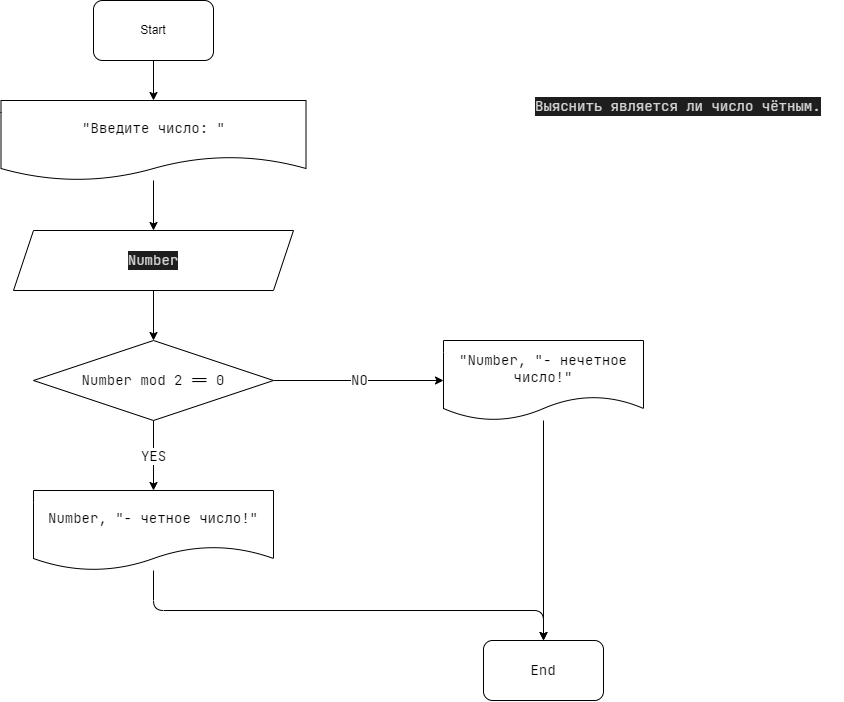 Start
Выяснить является ли число чётным.
"Введите число: "
Number
Number mod 2 == 0
NO
"Number, "- нечетное
число!"
YES
Number, "- четное число!"
End